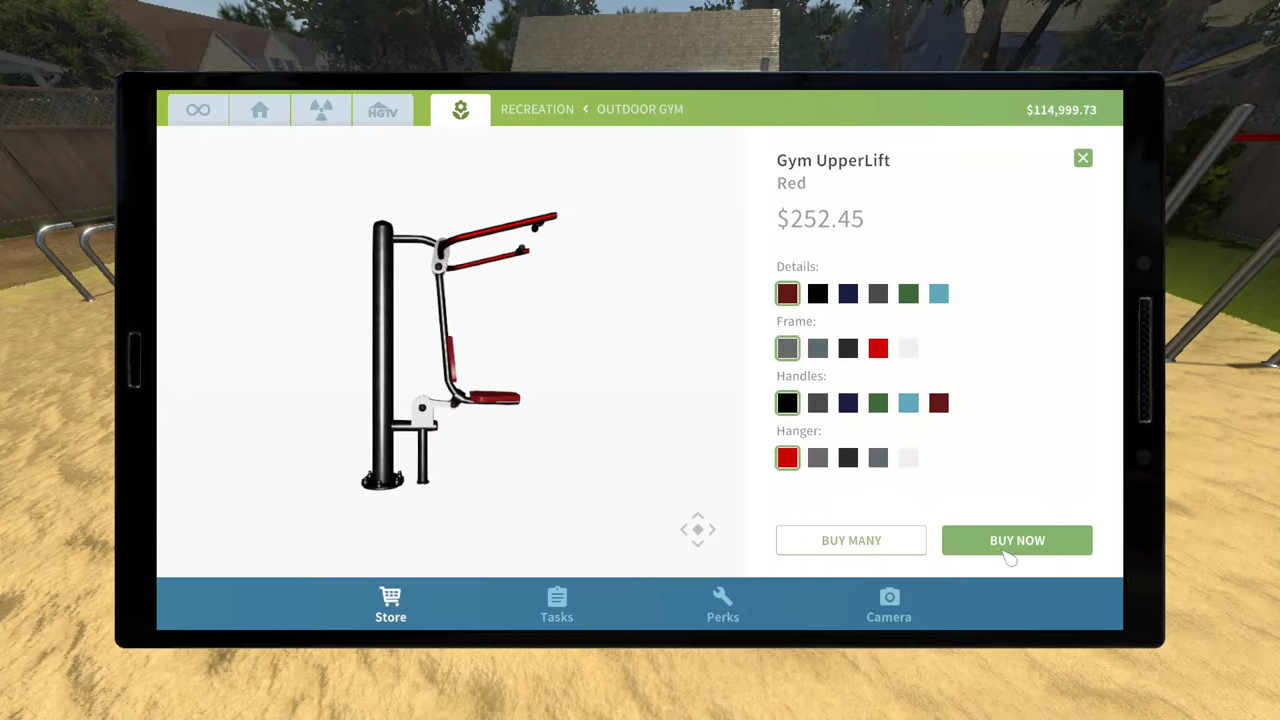 HGTV
RECREATION < OUTDOOR GYM
$114,999.73
Gym UpperLift
Red
$252.45
Details:
Frame:
Handles:
Hanger:
BUY MANY
BUY NOW
Store
Tasks
Perks
Camera